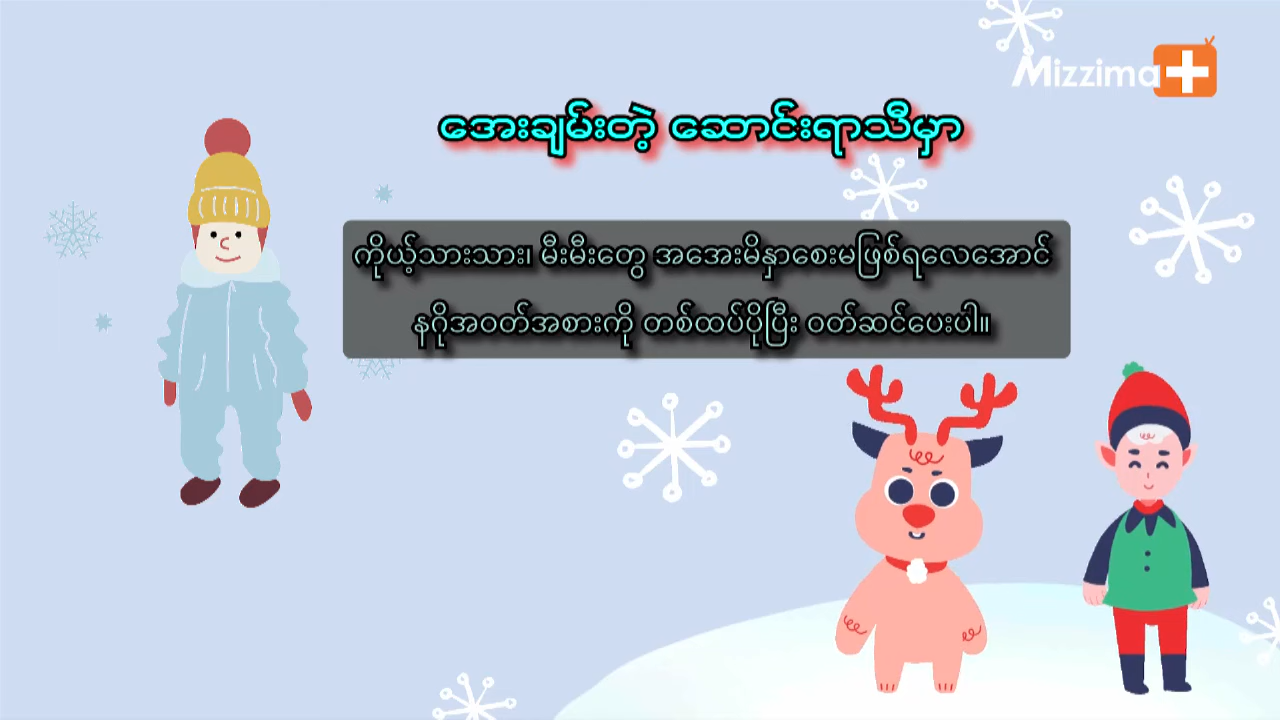 Mizzima+
အေးချမ်းတဲ့ ဆောင်းရာသီမှာ
ကိုယ့်သားသား၊ မီးမီးတွေ အအေးမိနှာစေးမဖြစ်ရလေအောင်
နဂိုအဝတ်အစားကို တစ်ထပ်ပိုပြီး ဝတ်ဆင်ပေးပါ။